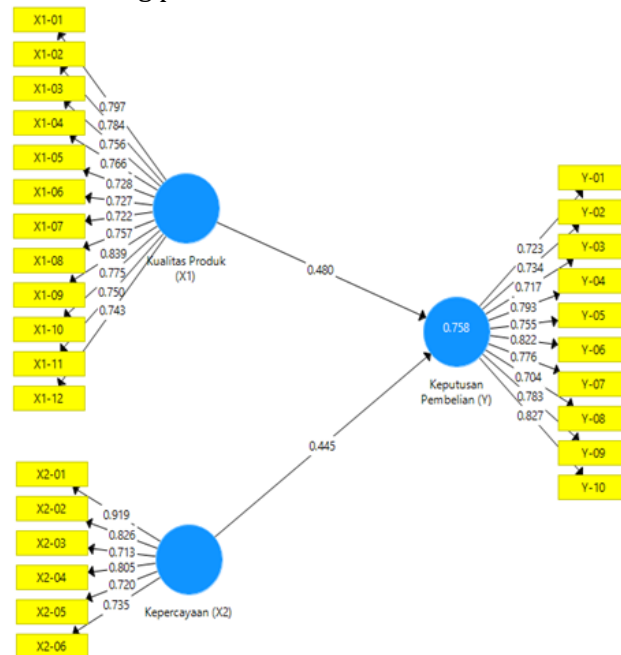 X1-01
X1-02
X1-03
X1-04
X1-05
X1-06
X1-07
X1-08
X1-09
X1-10
X1-11
X1-12
0.797
0.784
0.756
0.766
0.728
0.727
0.722
0.757
0.839
0.775
0.750
0.743
Kualitas Produk
(X1)
0.480
X2-01
X2-02
X2-03
X2-04
X2-05
X2-06
0.919
0.826
0.713
0.805
0.720
0.735
Kepercayaan (X2)
0.445
0.758
Keputusan
Pembelian (Y)
0.723
0.734
0.717
0.793
0.755
0.822
0.776
0.704
0.783
0.827
Y-01
Y-02
Y-03
Y-04
Y-05
Y-06
Y-07
Y-08
Y-09
Y-10